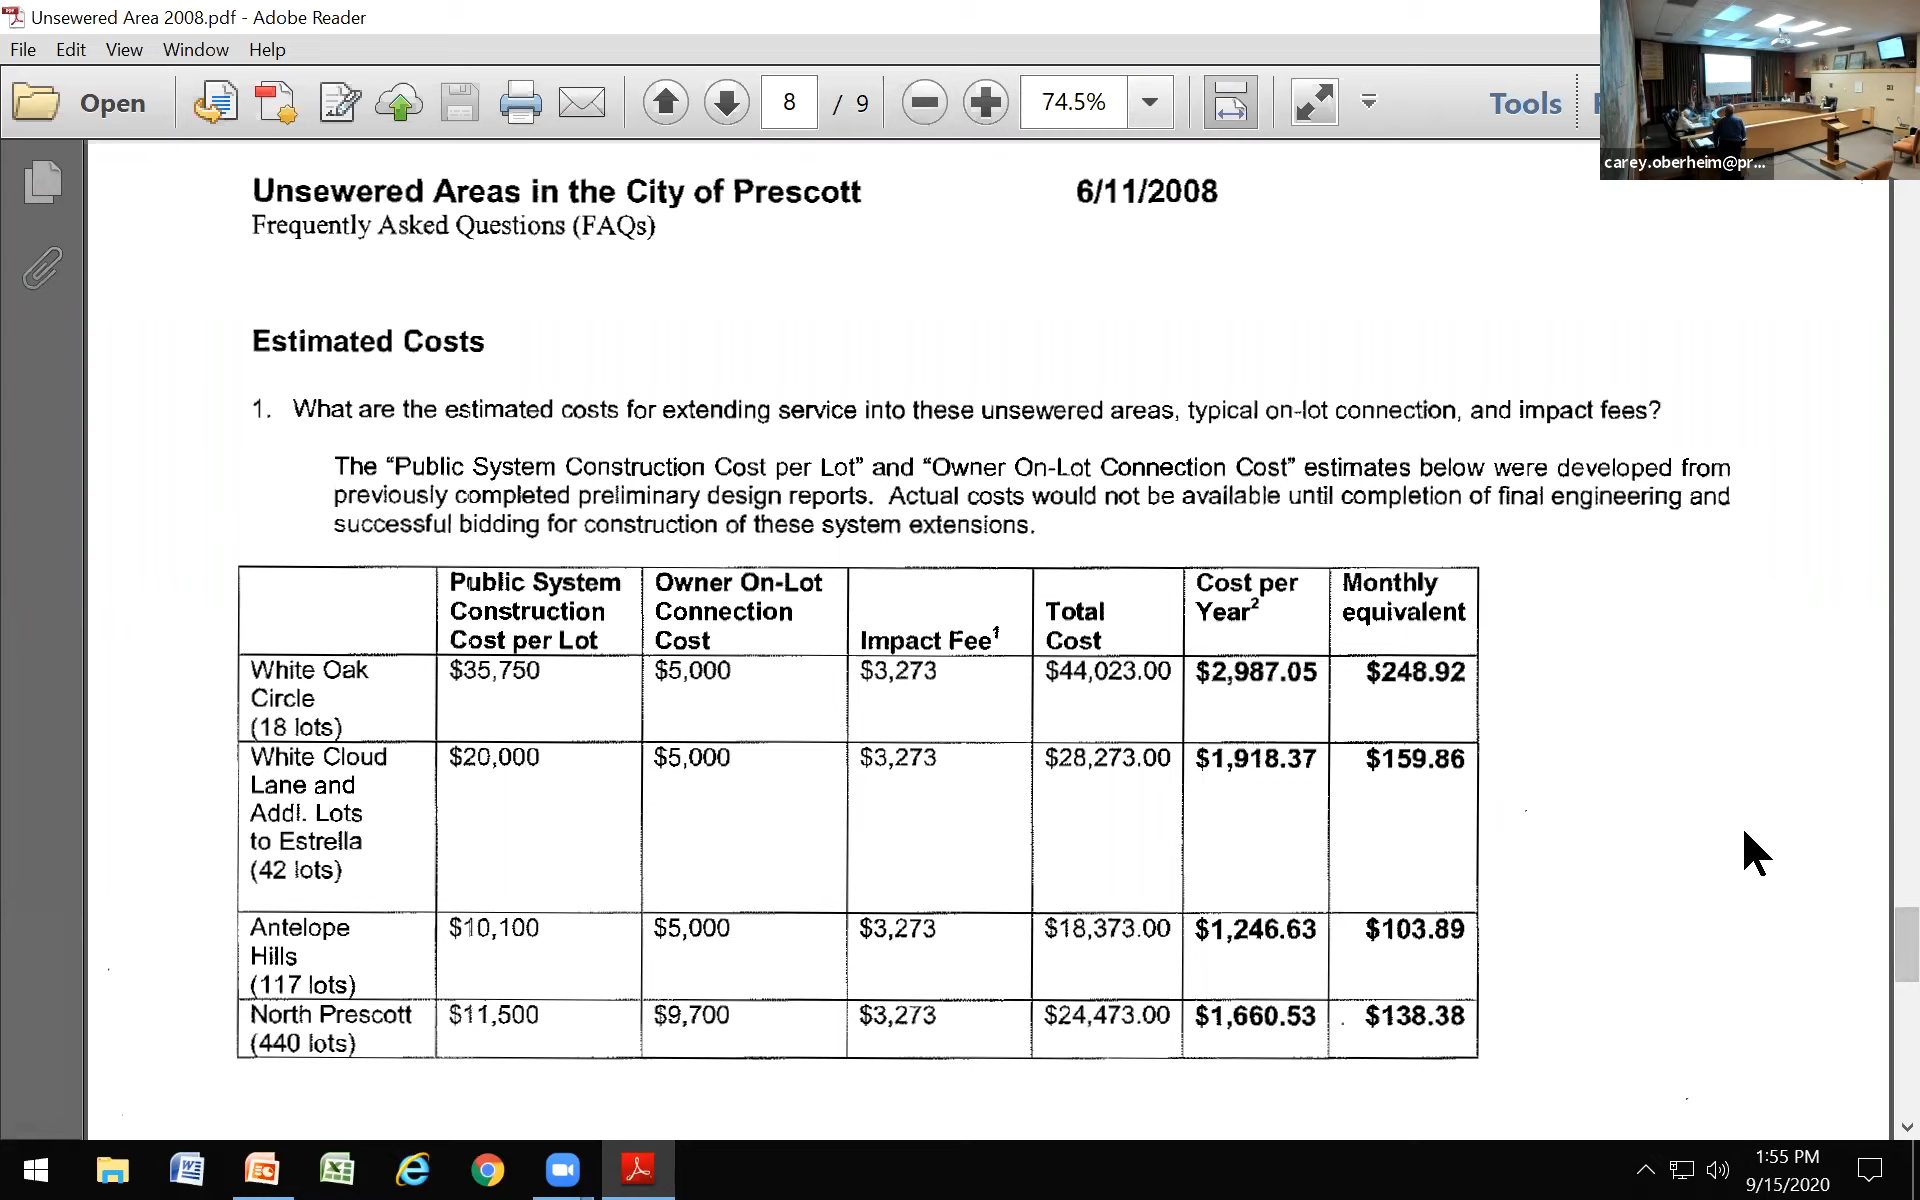 Unsewered Area 2008.pdf - Adobe Reader
File Edit View Window Help
Open 8 / 9 74.5% Tools
carey.oberheim@pr...
Unsewered Areas in the City of Prescott 6/11/2008
Frequently Asked Questions (FAQs)
Estimated Costs
1. What are the estimated costs for extending service into these unsewered areas, typical on-lot connection, and impact fees?
The “Public System Construction Cost per Lot” and “Owner On-Lot Connection Cost” estimates below were developed from
previously completed preliminary design reports. Actual costs would not be available until completion of final engineering and
successful bidding for construction of these system extensions.
Public System Owner On-Lot Cost per Monthly
Construction Connection Total Year² equivalent
Cost per Lot Cost Impact Fee¹ Cost
White Oak $35,750 $5,000 $3,273 $44,023.00 $2,987.05 $248.92
Circle
(18 lots)
White Cloud $20,000 $5,000 $3,273 $28,273.00 $1,918.37 $159.86
Lane and
Addl. Lots
to Estrella
(42 lots)
Antelope $10,100 $5,000 $3,273 $18,373.00 $1,246.63 $103.89
Hills
(117 lots)
North Prescott $11,500 $9,700 $3,273 $24,473.00 $1,660.53 $138.38
(440 lots)
1:55 PM
9/15/2020